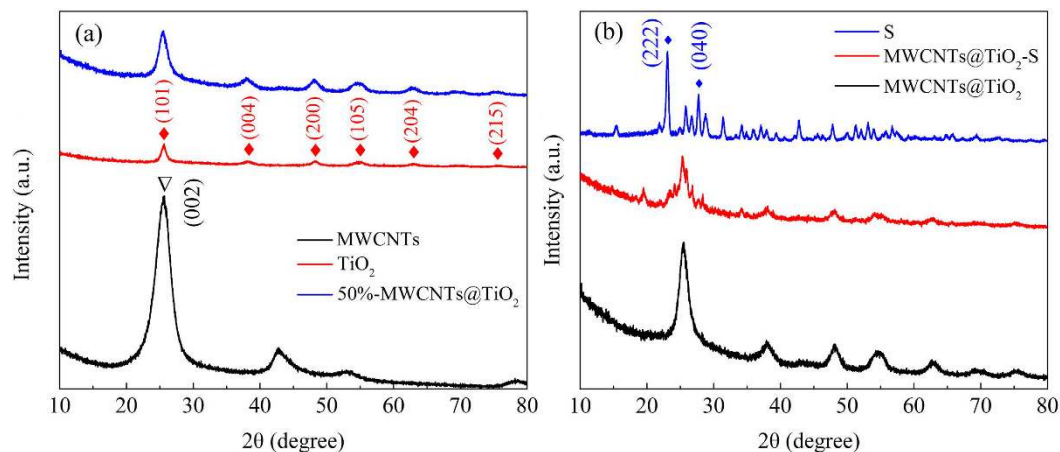 (a)
(101)
(004)
(200)
(105)
(204)
(215)
(002)
MWCNTs
TiO₂
50%-MWCNTs@TiO₂
Intensity (a.u.)
10 20 30 40 50 60 70 80
2θ (degree)
(b)
(222)
(040)
S
MWCNTs@TiO₂-S
MWCNTs@TiO₂
Intensity (a.u.)
10 20 30 40 50 60 70 80
2θ (degree)